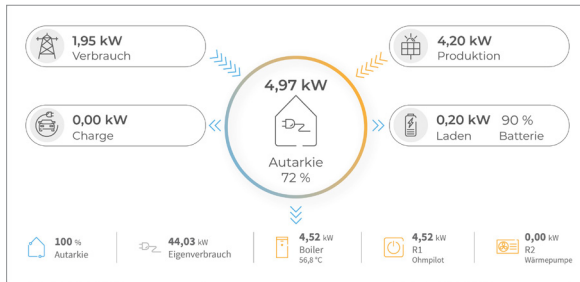 1,95 kW
Verbrauch
4,20 kW
Produktion
4,97 kW
0,00 kW
Charge
0,20 kW 90 %
Laden Batterie
Autarkie
72 %
100 %
Autarkie
44,03 kW
Eigenverbrauch
4,52 kW
Boiler
56,8 °C
4,52 kW
R1
Ohmpilot
0,00 kW
R2
Wärmepumpe